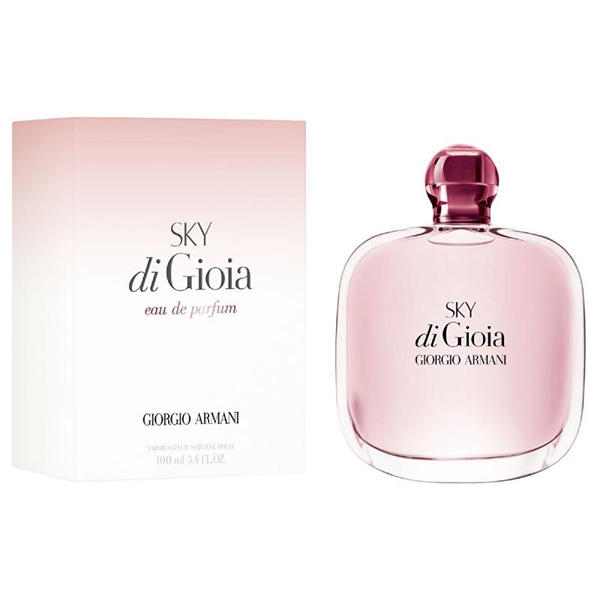 SKY
di Gioia
eau de parfum
GIORGIO ARMANI
VAPORISATEUR NATURAL SPRAY
100 ml 3.4 FL.OZ.
SKY
di Gioia
GIORGIO ARMANI